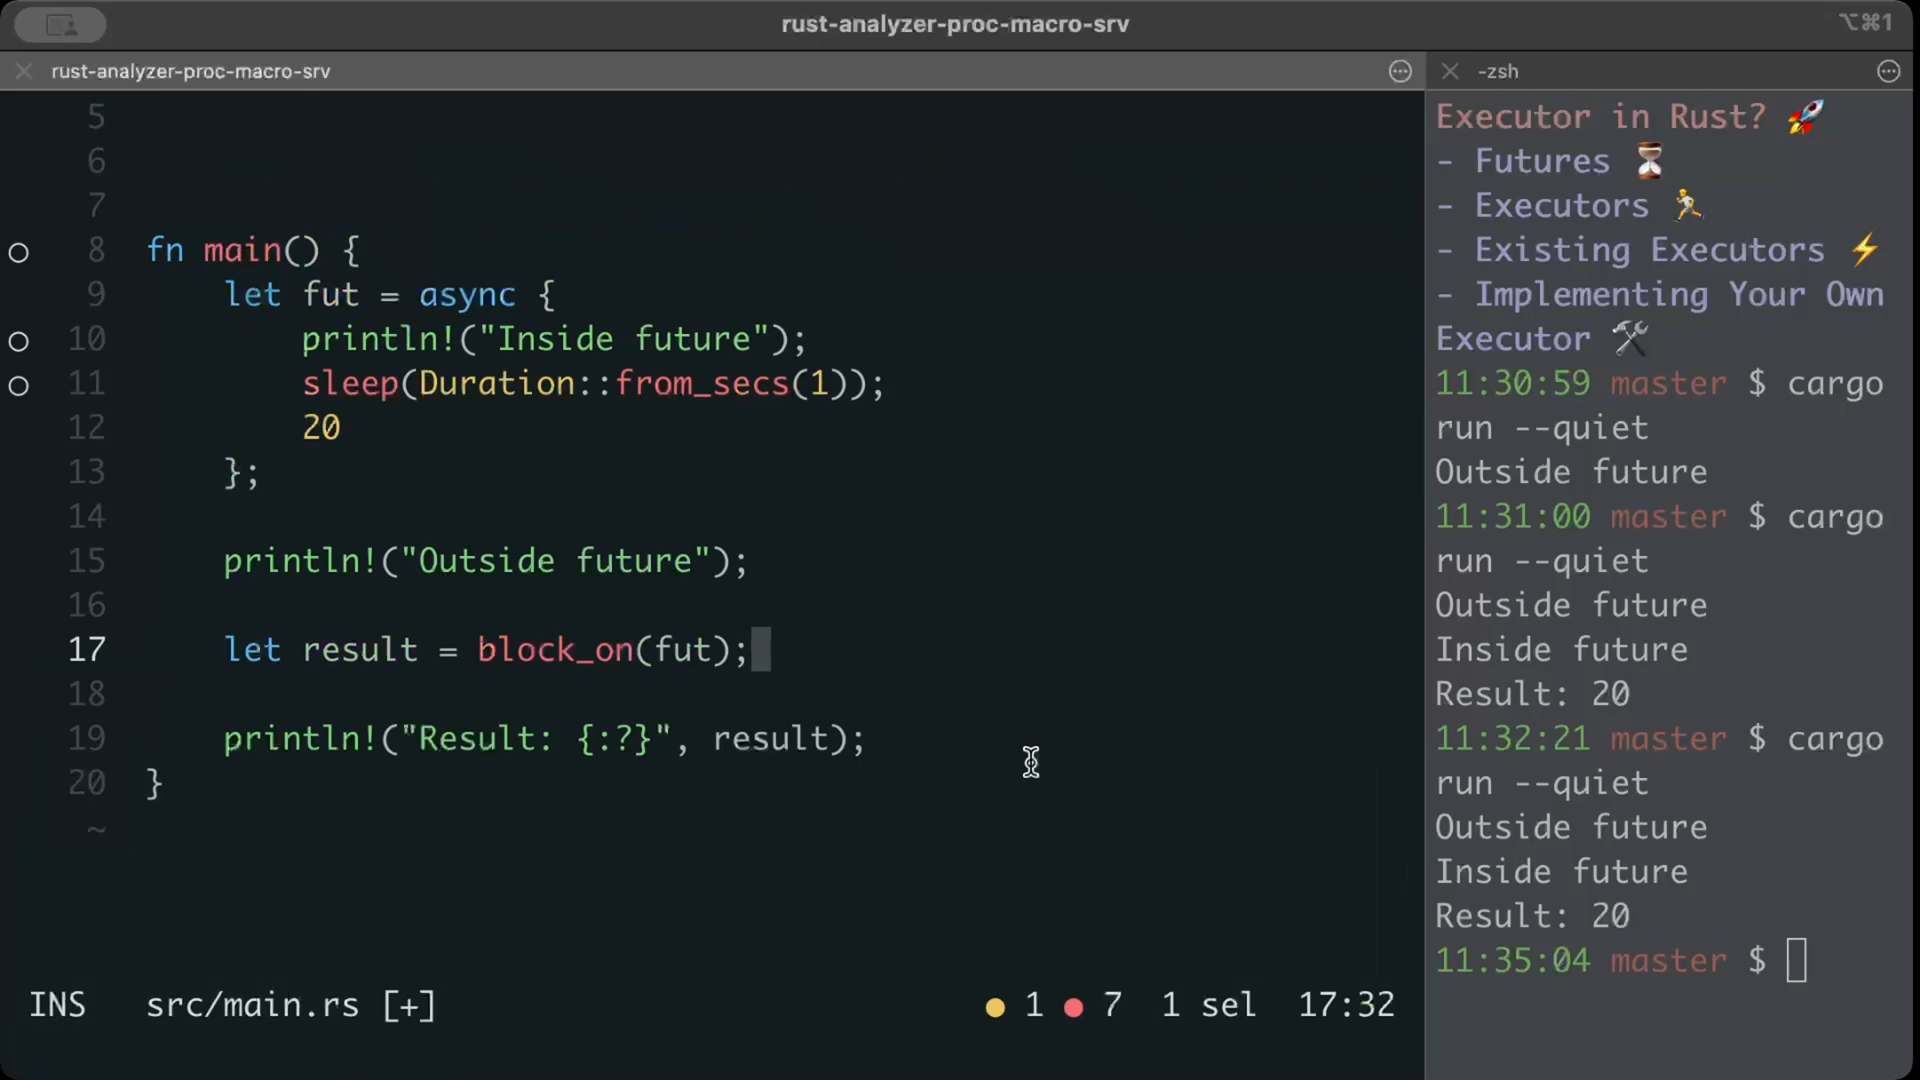 rust-analyzer-proc-macro-srv
⌥⌘1
rust-analyzer-proc-macro-srv
5
6
7
8 fn main() {
9 let fut = async {
10 println!("Inside future");
11 sleep(Duration::from_secs(1));
12 20
13 };
14
15 println!("Outside future");
16
17 let result = block_on(fut);
18
19 println!("Result: {:?}", result);
20 }
~
INS src/main.rs [+] 1 7 1 sel 17:32
-zsh
Executor in Rust? 🚀
- Futures ⏳
- Executors 🏃
- Existing Executors ⚡
- Implementing Your Own
Executor 🛠
11:30:59 master $ cargo
run --quiet
Outside future
11:31:00 master $ cargo
run --quiet
Outside future
Inside future
Result: 20
11:32:21 master $ cargo
run --quiet
Outside future
Inside future
Result: 20
11:35:04 master $